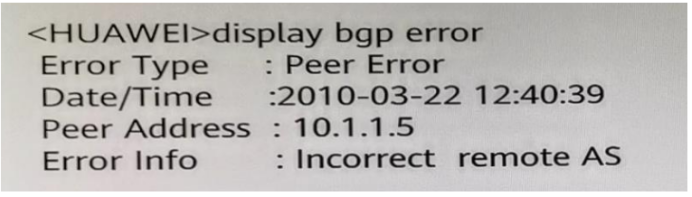 <HUAWEI>display bgp error
Error Type : Peer Error
Date/Time :2010-03-22 12:40:39
Peer Address : 10.1.1.5
Error Info : Incorrect remote AS